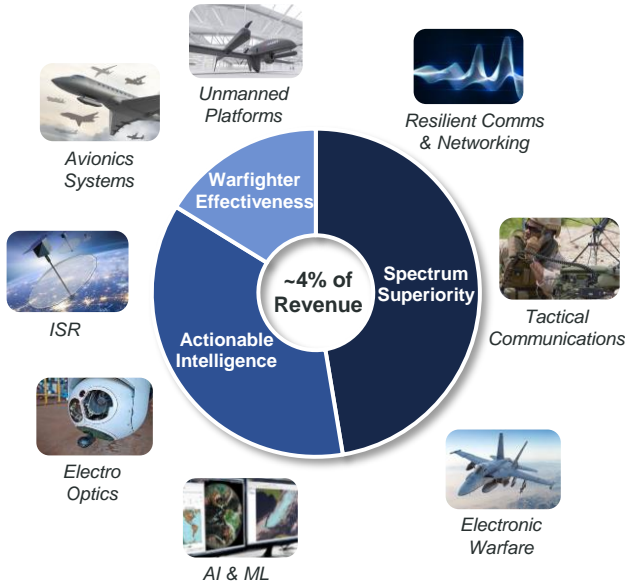 Unmanned
Platforms
Resilient Comms
& Networking
Avionics
Systems
Warfighter
Effectiveness
~4% of
Revenue
Spectrum
Superiority
ISR
Tactical
Communications
Actionable
Intelligence
Electro
Optics
Electronic
Warfare
AI & ML